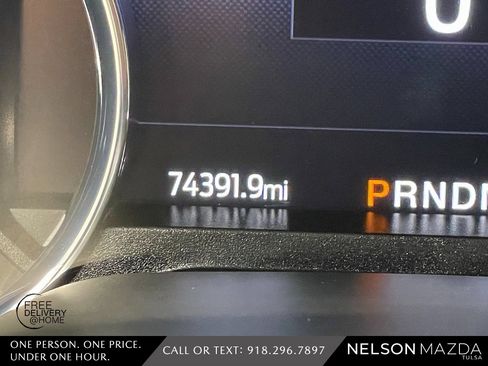 0
74391.9mi
PRNDM
FREE
DELIVERY
@HOME
ONE PERSON. ONE PRICE.
UNDER ONE HOUR.
CALL OR TEXT: 918.296.7897
NELSON MAZDA
TULSA